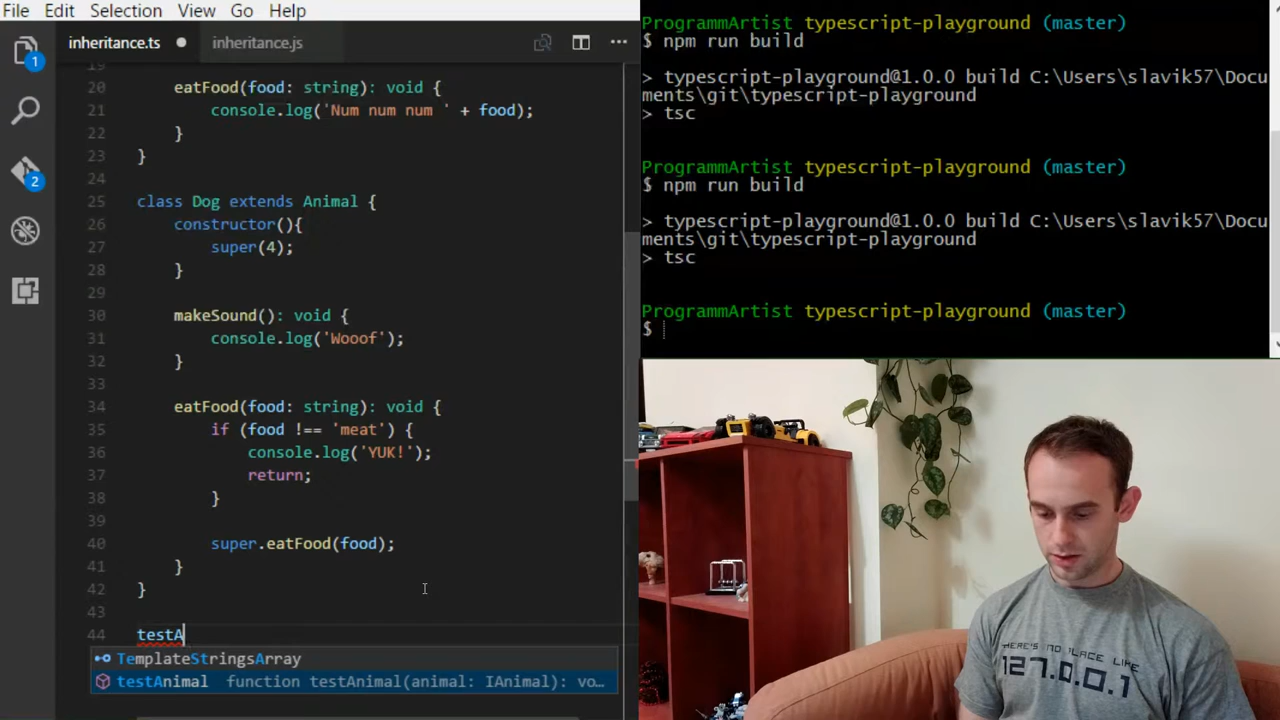 File Edit Selection View Go Help
inheritance.ts ● inheritance.js ···
1
2
19
20 eatFood(food: string): void {
21 console.log('Num num num ' + food);
22 }
23 }
24
25 class Dog extends Animal {
26 constructor(){
27 super(4);
28 }
29
30 makeSound(): void {
31 console.log('Wooof');
32 }
33
34 eatFood(food: string): void {
35 if (food !== 'meat') {
36 console.log('YUK!');
37 return;
38 }
39
40 super.eatFood(food);
41 }
42 }
43
44 testA
TemplateStringsArray
testAnimal function testAnimal(animal: IAnimal): vo...
ProgrammArtist typescript-playground (master)
$ npm run build
> typescript-playground@1.0.0 build C:\Users\slavik57\Docu
ments\git\typescript-playground
> tsc
ProgrammArtist typescript-playground (master)
$ npm run build
> typescript-playground@1.0.0 build C:\Users\slavik57\Docu
ments\git\typescript-playground
> tsc
ProgrammArtist typescript-playground (master)
$
HERE'S NO PLACE LIKE
127.0.0.1